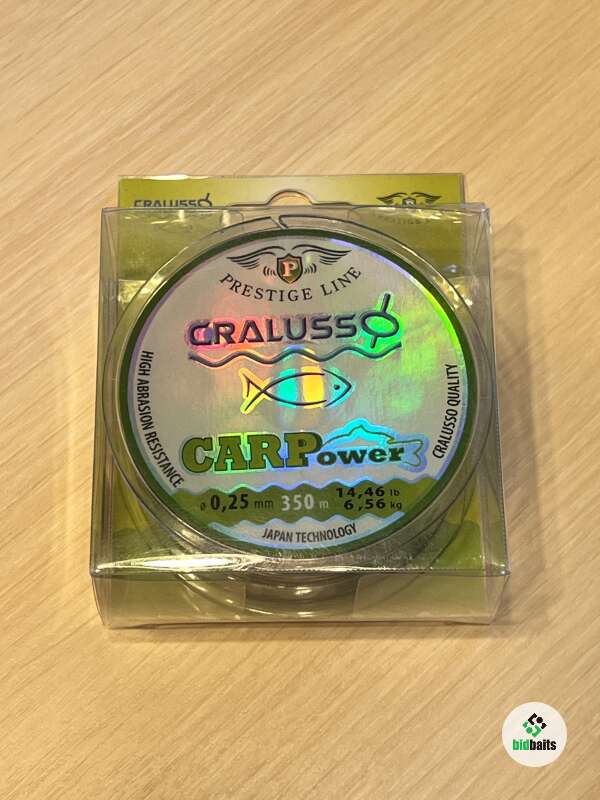 CRALUSSO
P
PRESTIGE LINE
CRALUSSO
HIGH ABRASION RESISTANCE
CRALUSSO QUALITY
CARPower
ø 0,25 mm 350 m 14,46 lb
6,56 kg
JAPAN TECHNOLOGY
bidbaits